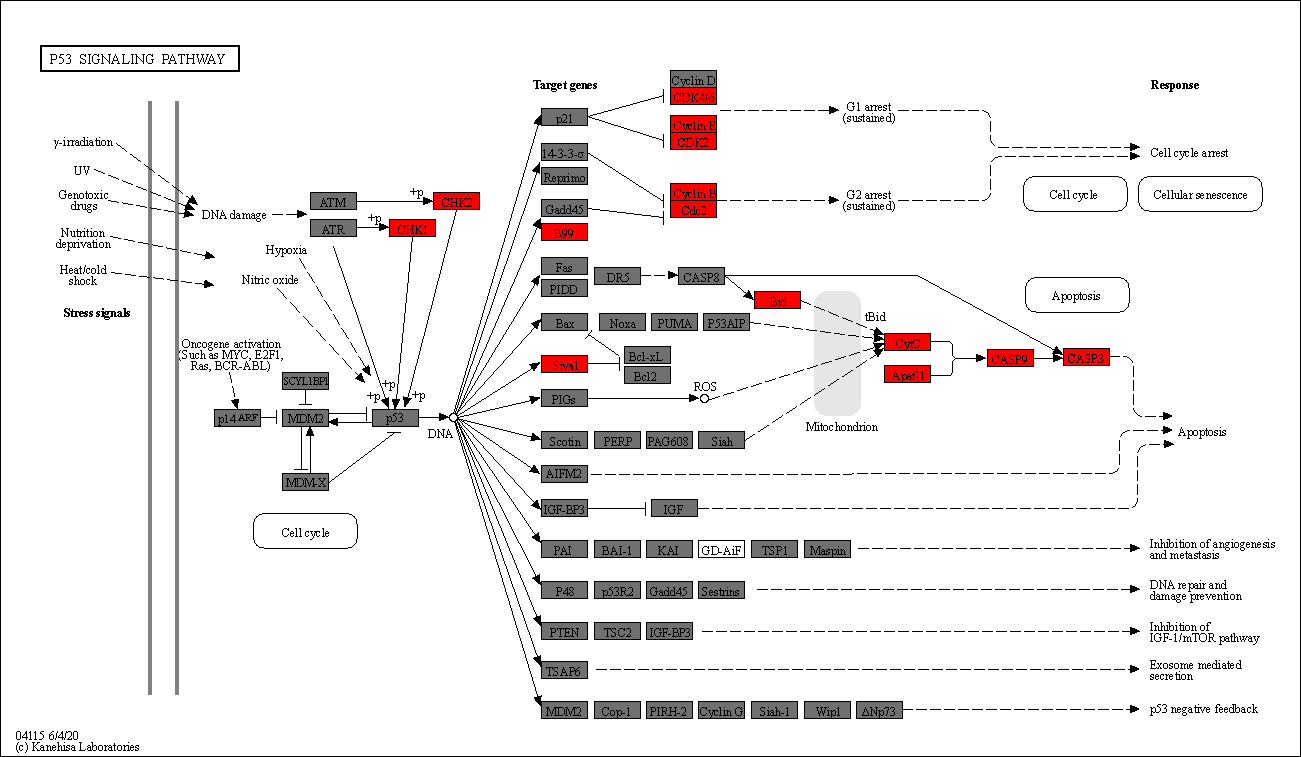 P53 SIGNALING PATHWAY
Target genes
Response
Cyclin D
CDK4/6
p21
G1 arrest
(sustained)
Cyclin E
CDK2
γ-irradiation
14-3-3-σ
Cell cycle arrest
UV
Reprimo
Genotoxic
drugs
ATM
+p
CHK2
Cyclin B
Cdc2
G2 arrest
(sustained)
Cell cycle
Cellular senescence
DNA damage
Gadd45
+p
ATR
CHK1
B99
Nutrition
deprivation
Hypoxia
Heat/cold
shock
Nitric oxide
Fas
PIDD
DR5
CASP8
Bid
Apoptosis
Stress signals
tBid
Bax
Noxa
PUMA
P53AIP
CytC
Oncogene activation
(Such as MYC, E2F1,
Ras, BCR-ABL)
Sival
Bcl-xL
Bcl2
CASP9
CASP3
Apaf-1
SCYL1BP1
+p
+p
ROS
PIGs
p14ARF
MDM2
p53
DNA
Mitochondrion
Apoptosis
Scotin
PERP
PAG608
Siah
AIFM2
MDM-X
IGF-BP3
IGF
Cell cycle
PAI
BAI-1
KAI
GD-AiF
TSP1
Maspin
Inhibition of angiogenesis
and metastasis
P48
p53R2
Gadd45
Sestrins
DNA repair and
damage prevention
PTEN
TSC2
IGF-BP3
Inhibition of
IGF-1/mTOR pathway
TSAP6
Exosome mediated
secretion
MDM2
Cop-1
PIRH-2
Cyclin G
Siah-1
Wip1
ΔNp73
p53 negative feedback
04115 6/4/20
(c) Kanehisa Laboratories